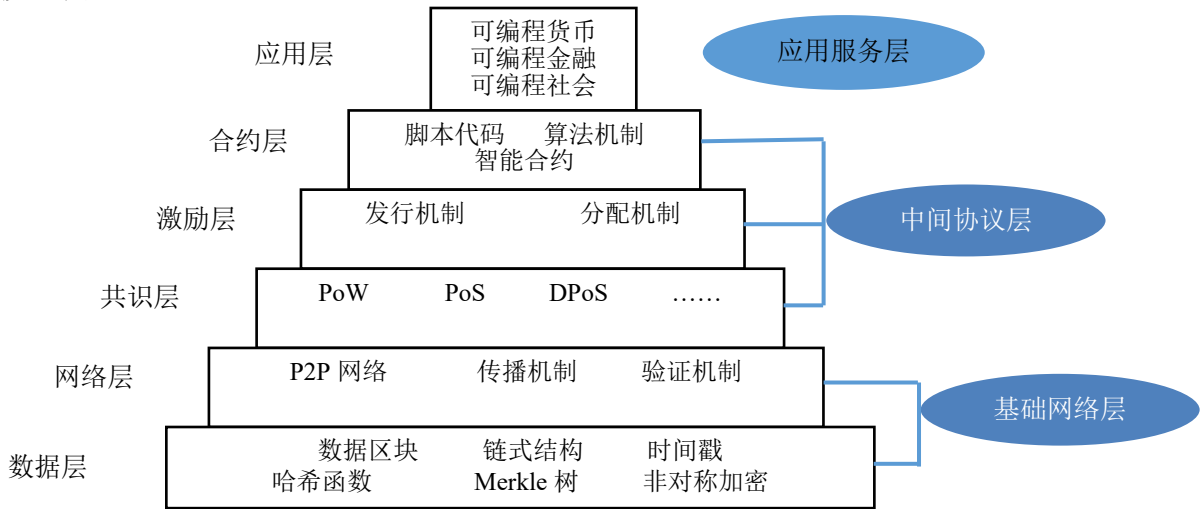 应用层
可编程货币
可编程金融
可编程社会
应用服务层
合约层
脚本代码 算法机制
智能合约
激励层
发行机制 分配机制
中间协议层
共识层
PoW PoS DPoS ……
网络层
P2P 网络 传播机制 验证机制
基础网络层
数据层
数据区块 链式结构 时间戳
哈希函数 Merkle 树 非对称加密